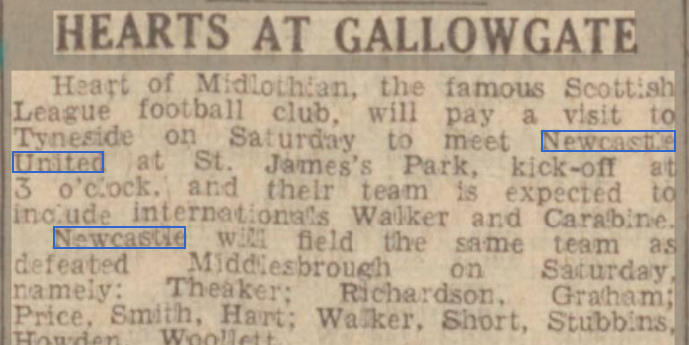 HEARTS AT GALLOWGATE
Heart of Midlothian, the famous Scottish
League football club, will pay a visit to
Tyneside on Saturday to meet Newcastle
United at St. James's Park, kick-off at
3 o'clock, and their team is expected to
include internationals Walker and Carabine.
Newcastle will field the same team as
defeated Middlesbrough on Saturday,
namely: Theaker; Richardson, Graham;
Price, Smith, Hart; Walker, Short, Stubbins,
Howden, Woollett.